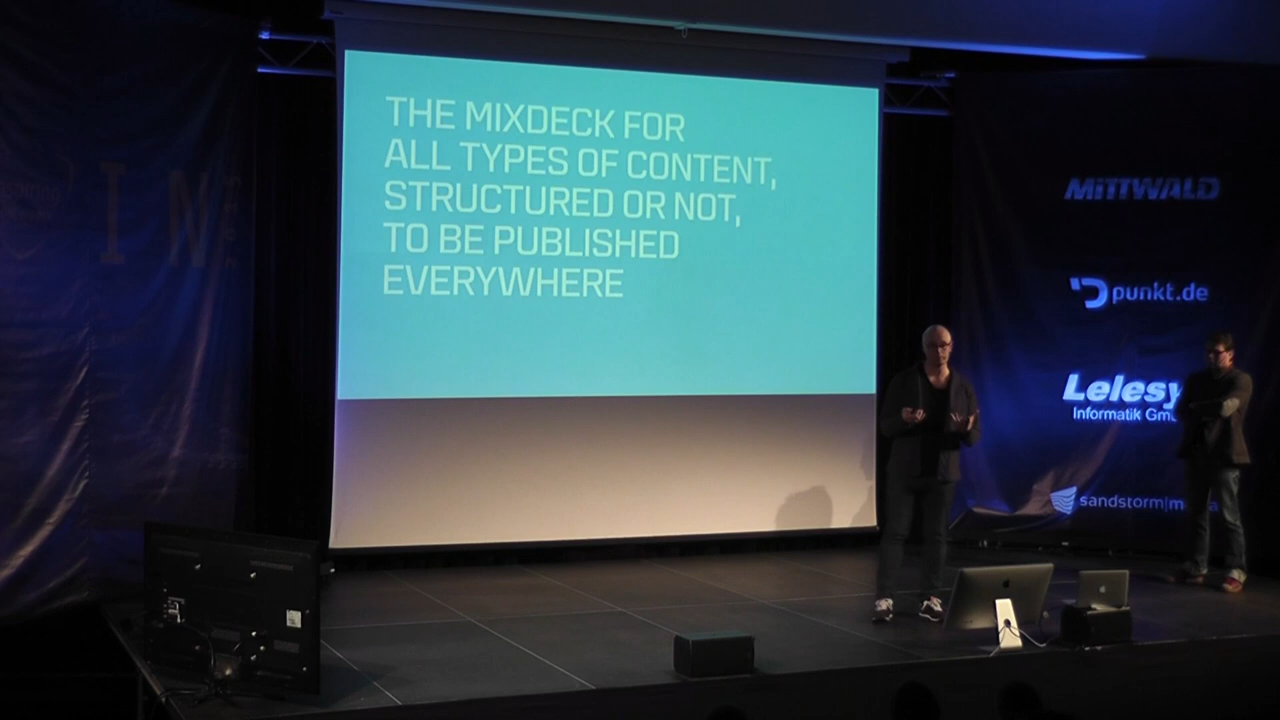 THE MIXDECK FOR
ALL TYPES OF CONTENT,
STRUCTURED OR NOT,
TO BE PUBLISHED
EVERYWHERE
MITTWALD
punkt.de
Lelesy
Informatik Gm
sandstorm|m
I N